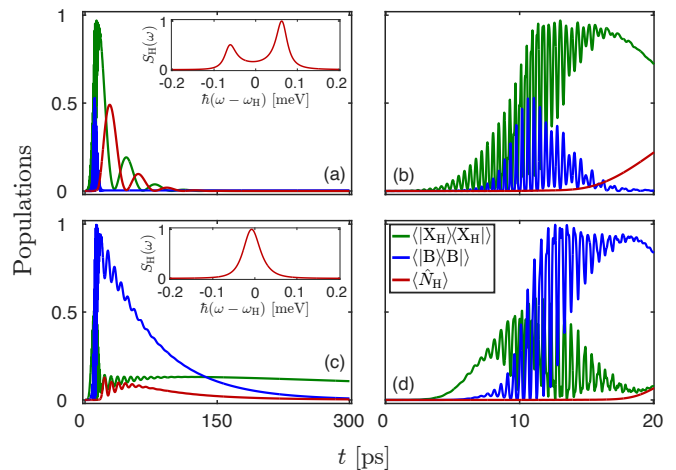 Populations
1
0.5
0
S_H(ω)
1
0
-0.2 -0.1 0 0.1 0.2
ℏ(ω − ω_H) [meV]
(a)
(b)
1
0.5
0
S_H(ω)
1
0
-0.2 -0.1 0 0.1 0.2
ℏ(ω − ω_H) [meV]
(c)
⟨|X_H⟩⟨X_H|⟩
⟨|B⟩⟨B|⟩
⟨N̂_H⟩
(d)
0 150 300
0 10 20
t [ps]